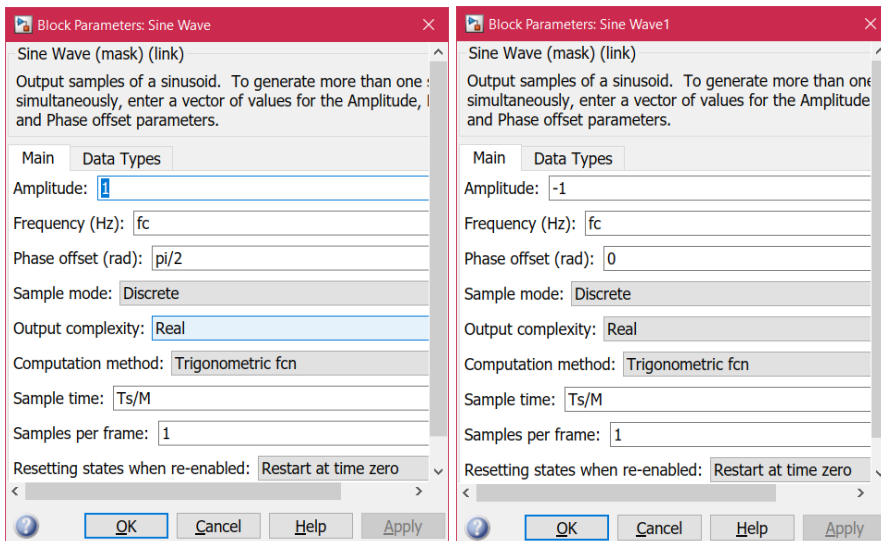 Block Parameters: Sine Wave
Sine Wave (mask) (link)
Output samples of a sinusoid. To generate more than one
simultaneously, enter a vector of values for the Amplitude,
and Phase offset parameters.
Main Data Types
Amplitude: 1
Frequency (Hz): fc
Phase offset (rad): pi/2
Sample mode: Discrete
Output complexity: Real
Computation method: Trigonometric fcn
Sample time: Ts/M
Samples per frame: 1
Resetting states when re-enabled: Restart at time zero
OK Cancel Help Apply
Block Parameters: Sine Wave1
Sine Wave (mask) (link)
Output samples of a sinusoid. To generate more than one
simultaneously, enter a vector of values for the Amplitude
and Phase offset parameters.
Main Data Types
Amplitude: -1
Frequency (Hz): fc
Phase offset (rad): 0
Sample mode: Discrete
Output complexity: Real
Computation method: Trigonometric fcn
Sample time: Ts/M
Samples per frame: 1
Resetting states when re-enabled: Restart at time zero
OK Cancel Help Apply